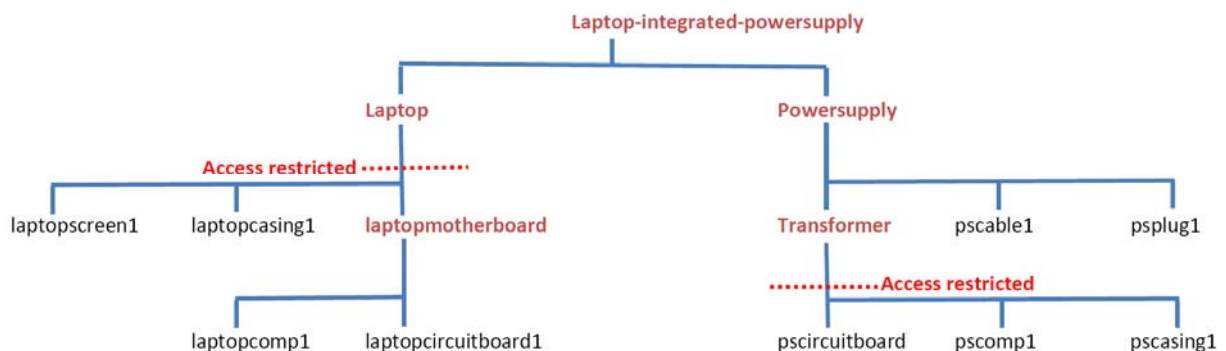 Laptop-integrated-powersupply
Laptop
Powersupply
Access restricted
laptopscreen1
laptopcasing1
laptopmotherboard
Transformer
pscable1
psplug1
Access restricted
laptopcomp1
laptopcircuitboard1
pscircuitboard
pscomp1
pscasing1